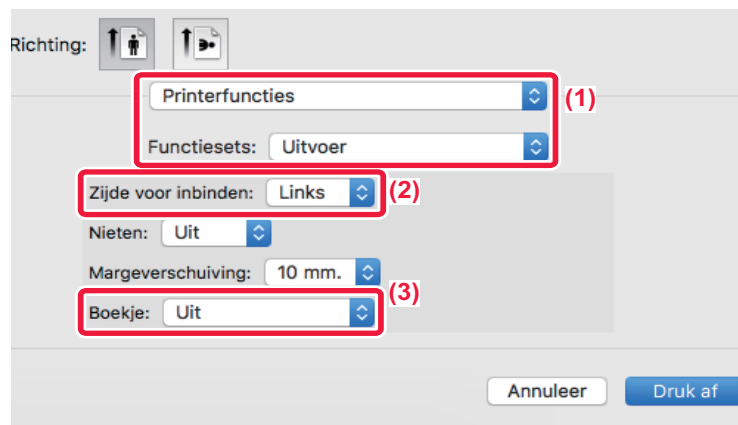 Richting:
Printerfuncties
(1)
Functiesets: Uitvoer
Zijde voor inbinden: Links (2)
Nieten: Uit
Margeverschuiving: 10 mm.
(3)
Boekje: Uit
Annuleer Druk af